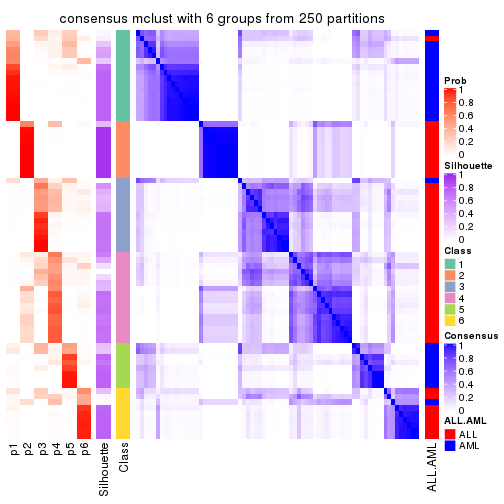 consensus mclust with 6 groups from 250 partitions
p1
p2
p3
p4
p5
p6
Silhouette
Class
ALL.AML
Prob
1
0.8
0.6
0.4
0.2
0
Silhouette
1
0.8
0.6
0.4
0.2
0
Class
1
2
3
4
5
6
Consensus
1
0.8
0.6
0.4
0.2
0
ALL.AML
ALL
AML